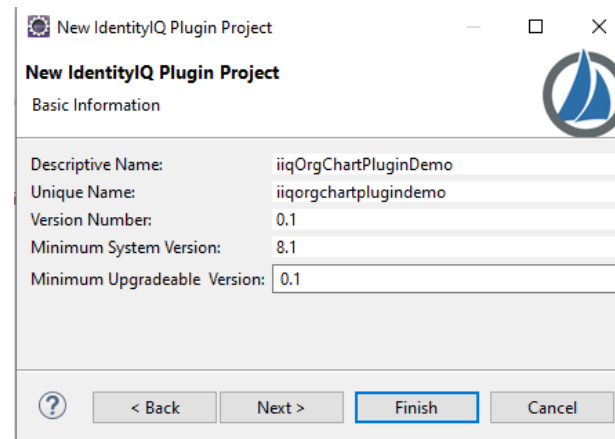 New IdentityIQ Plugin Project
New IdentityIQ Plugin Project
Basic Information
Descriptive Name: iiqOrgChartPluginDemo
Unique Name: iiqorgchartplugindemo
Version Number: 0.1
Minimum System Version: 8.1
Minimum Upgradeable Version: 0.1
? < Back Next > Finish Cancel